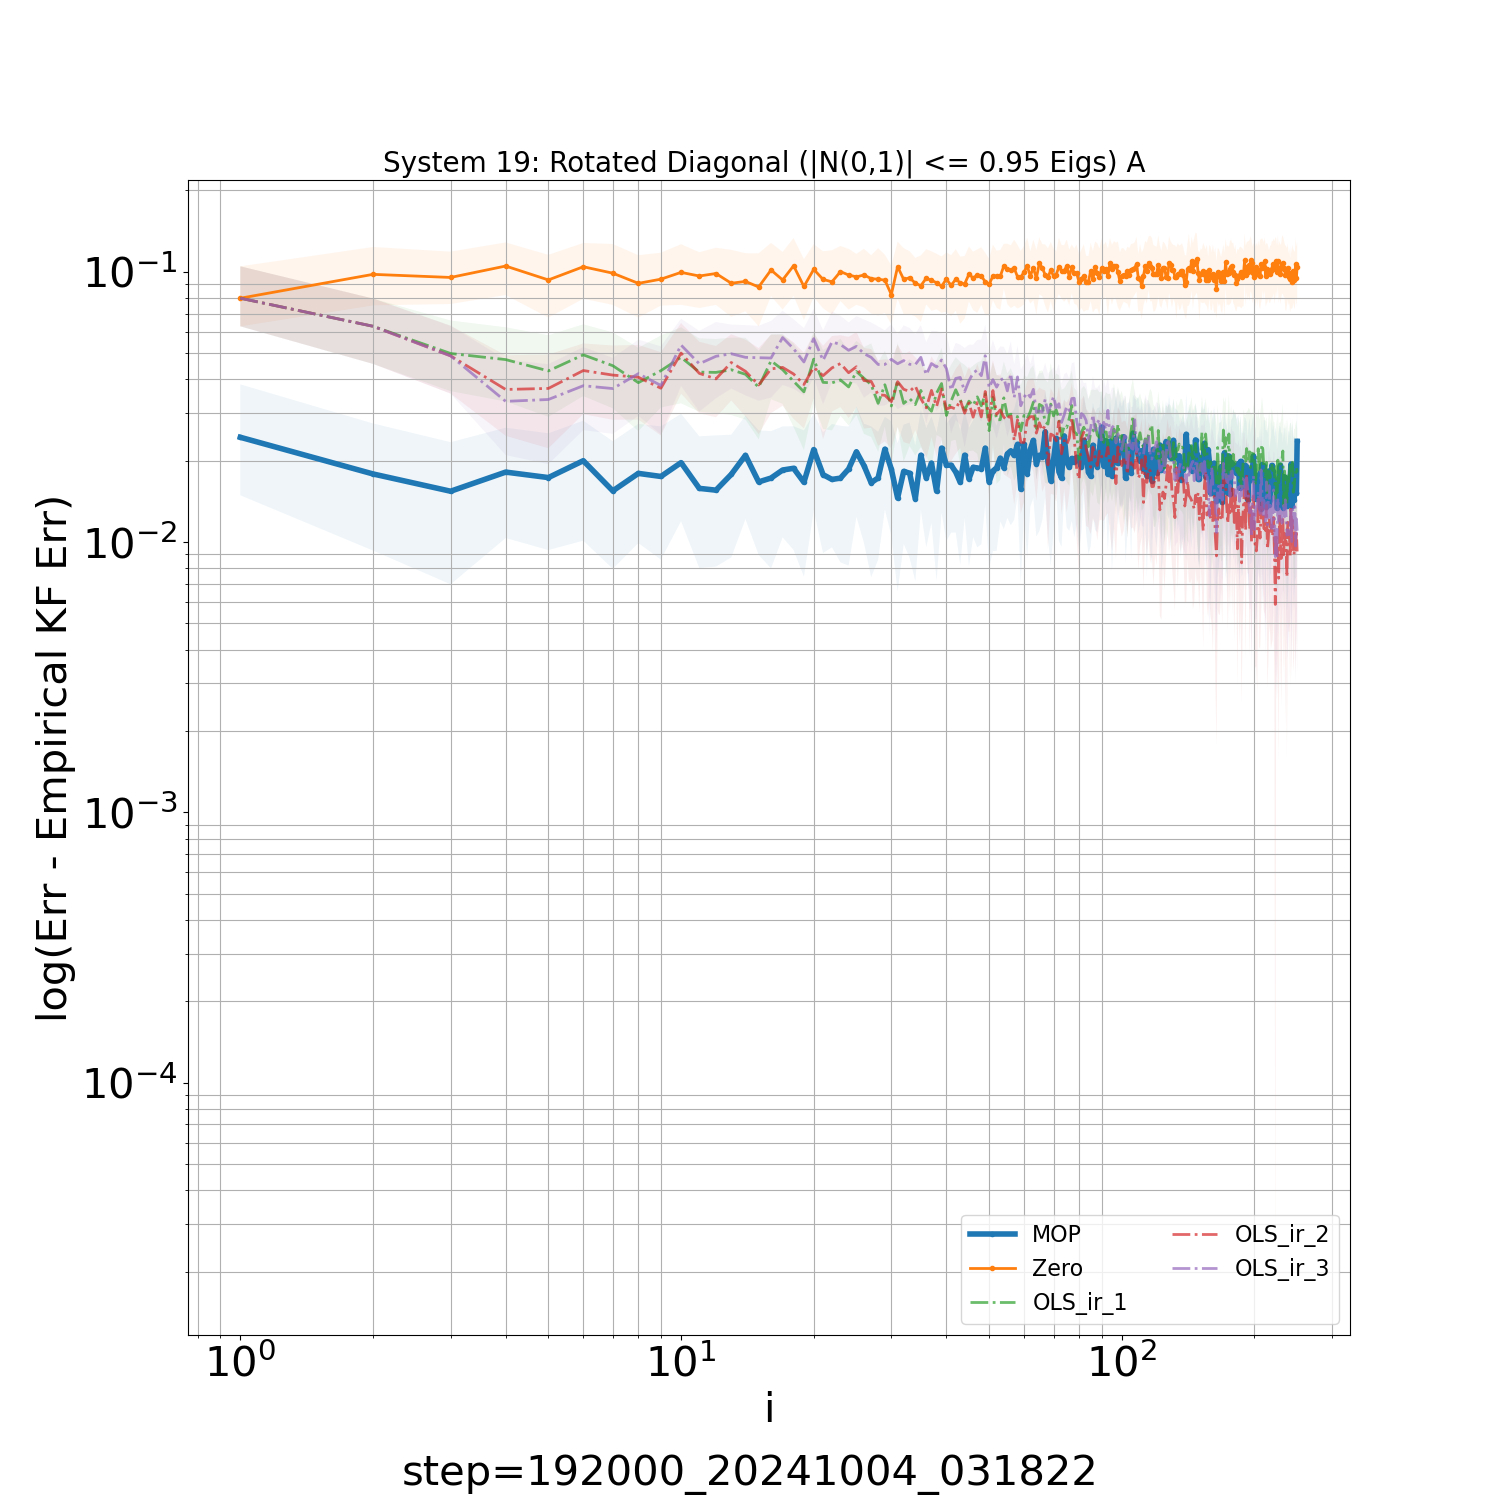 System 19: Rotated Diagonal (|N(0,1)| <= 0.95 Eigs) A
log(Err - Empirical KF Err)
10⁻¹
10⁻²
10⁻³
10⁻⁴
MOP
Zero
OLS_ir_1
OLS_ir_2
OLS_ir_3
10⁰ 10¹ 10²
i
step=192000_20241004_031822